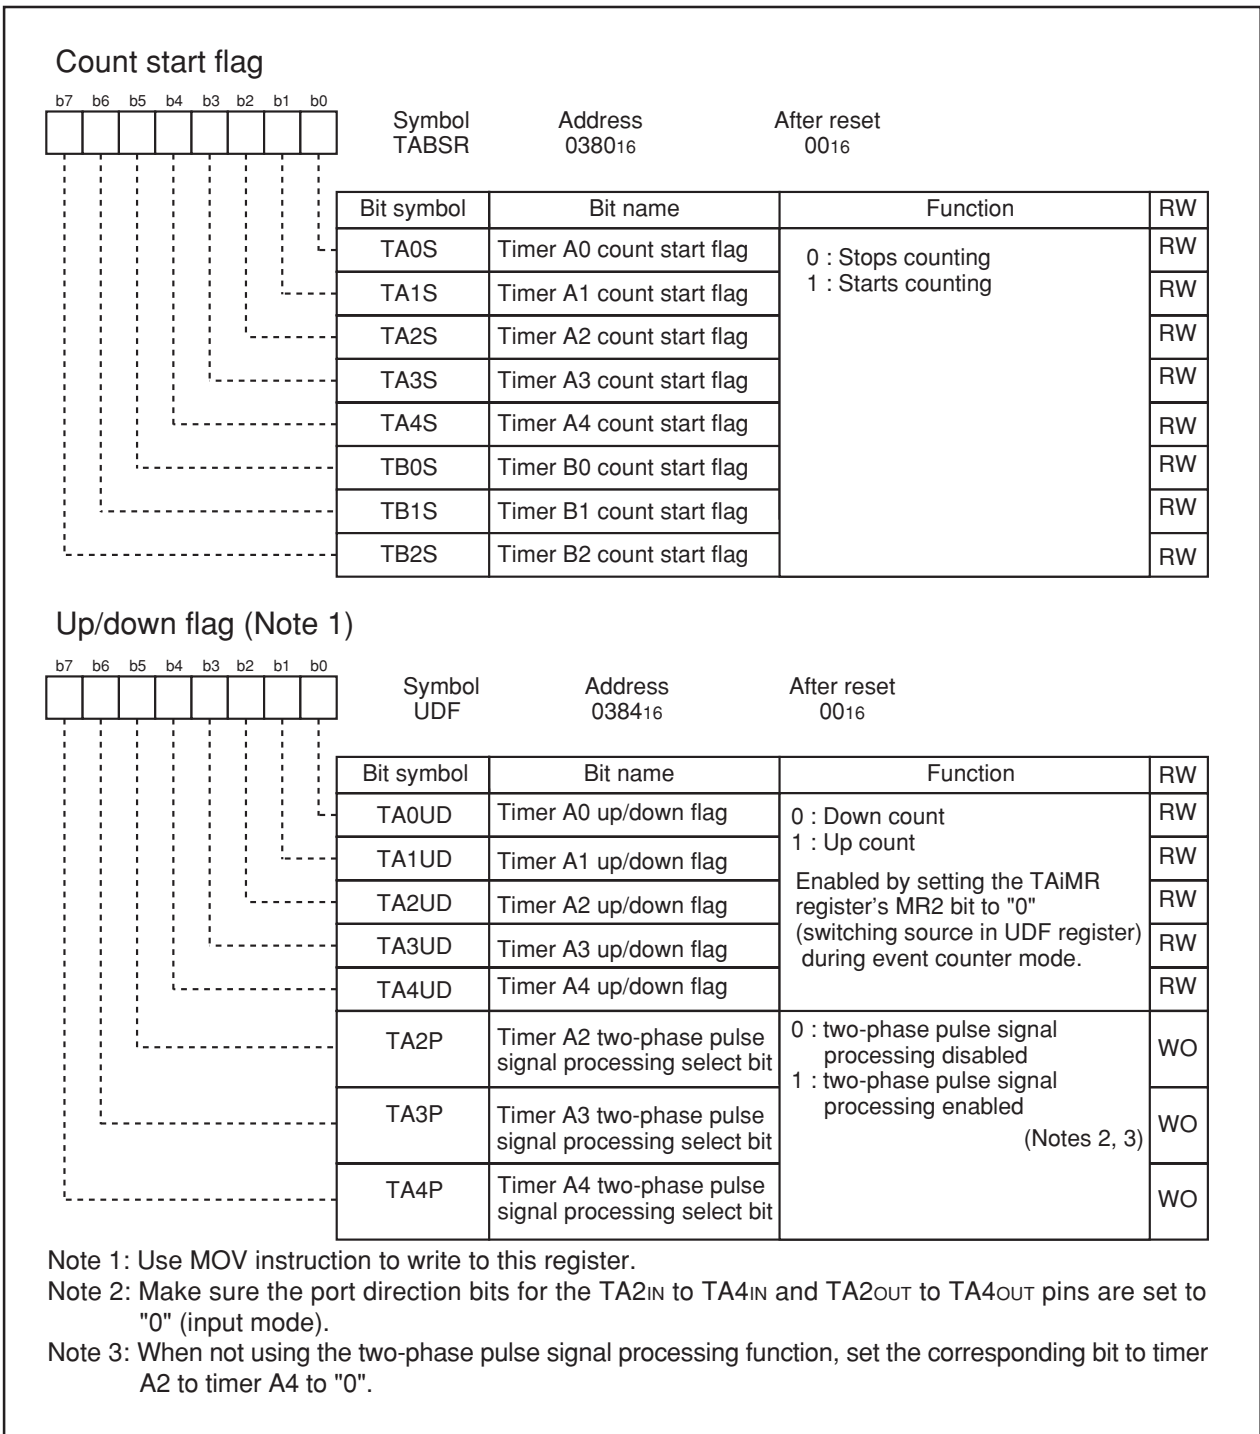 Count start flag
b7 b6 b5 b4 b3 b2 b1 b0
Symbol Address After reset
TABSR 038016 0016
Bit symbol Bit name Function RW
TA0S Timer A0 count start flag 0 : Stops counting RW
1 : Starts counting
TA1S Timer A1 count start flag RW
TA2S Timer A2 count start flag RW
TA3S Timer A3 count start flag RW
TA4S Timer A4 count start flag RW
TB0S Timer B0 count start flag RW
TB1S Timer B1 count start flag RW
TB2S Timer B2 count start flag RW
Up/down flag (Note 1)
b7 b6 b5 b4 b3 b2 b1 b0
Symbol Address After reset
UDF 038416 0016
Bit symbol Bit name Function RW
TA0UD Timer A0 up/down flag 0 : Down count RW
1 : Up count
TA1UD Timer A1 up/down flag RW
Enabled by setting the TAiMR
TA2UD Timer A2 up/down flag register's MR2 bit to "0" RW
(switching source in UDF register)
TA3UD Timer A3 up/down flag during event counter mode. RW
TA4UD Timer A4 up/down flag RW
TA2P Timer A2 two-phase pulse 0 : two-phase pulse signal WO
signal processing select bit processing disabled
1 : two-phase pulse signal
TA3P Timer A3 two-phase pulse processing enabled WO
signal processing select bit (Notes 2, 3)
TA4P Timer A4 two-phase pulse WO
signal processing select bit
Note 1: Use MOV instruction to write to this register.
Note 2: Make sure the port direction bits for the TA2IN to TA4IN and TA2OUT to TA4OUT pins are set to
"0" (input mode).
Note 3: When not using the two-phase pulse signal processing function, set the corresponding bit to timer
A2 to timer A4 to "0".